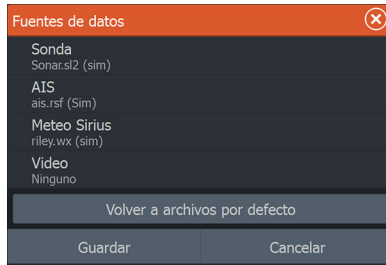 Fuentes de datos
Sonda
Sonar.sl2 (sim)
AIS
ais.rsf (Sim)
Meteo Sirius
riley.wx (sim)
Video
Ninguno
Volver a archivos por defecto
Guardar
Cancelar